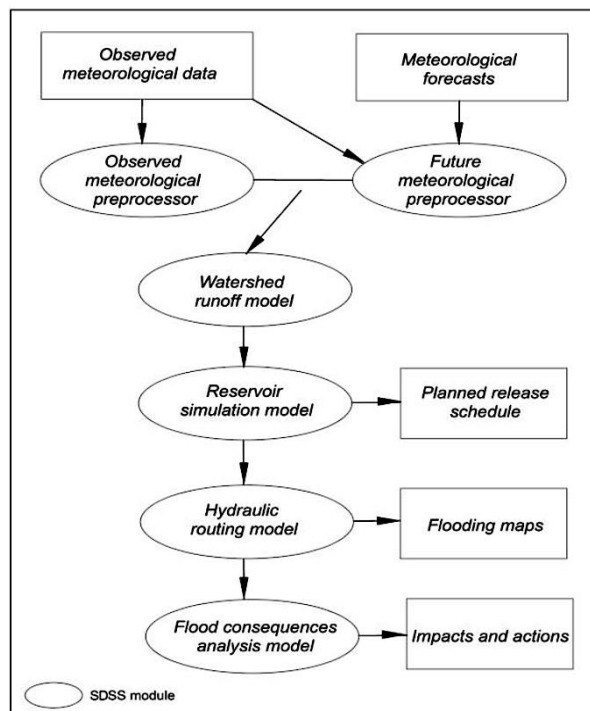 Observed
meteorological data
Meteorological
forecasts
Observed
meteorological
preprocessor
Future
meteorological
preprocessor
Watershed
runoff model
Reservoir
simulation model
Planned release
schedule
Hydraulic
routing model
Flooding maps
Flood consequences
analysis model
Impacts and actions
SDSS module